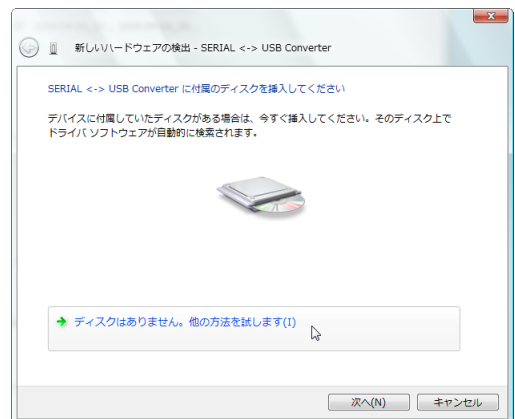 新しいハードウェアの検出 - SERIAL <-> USB Converter
SERIAL <-> USB Converter に付属のディスクを挿入してください
デバイスに付属していたディスクがある場合は、今すぐ挿入してください。そのディスク上で
ドライバ ソフトウェアが自動的に検索されます。
ディスクはありません。他の方法を試します(I)
次へ(N)
キャンセル